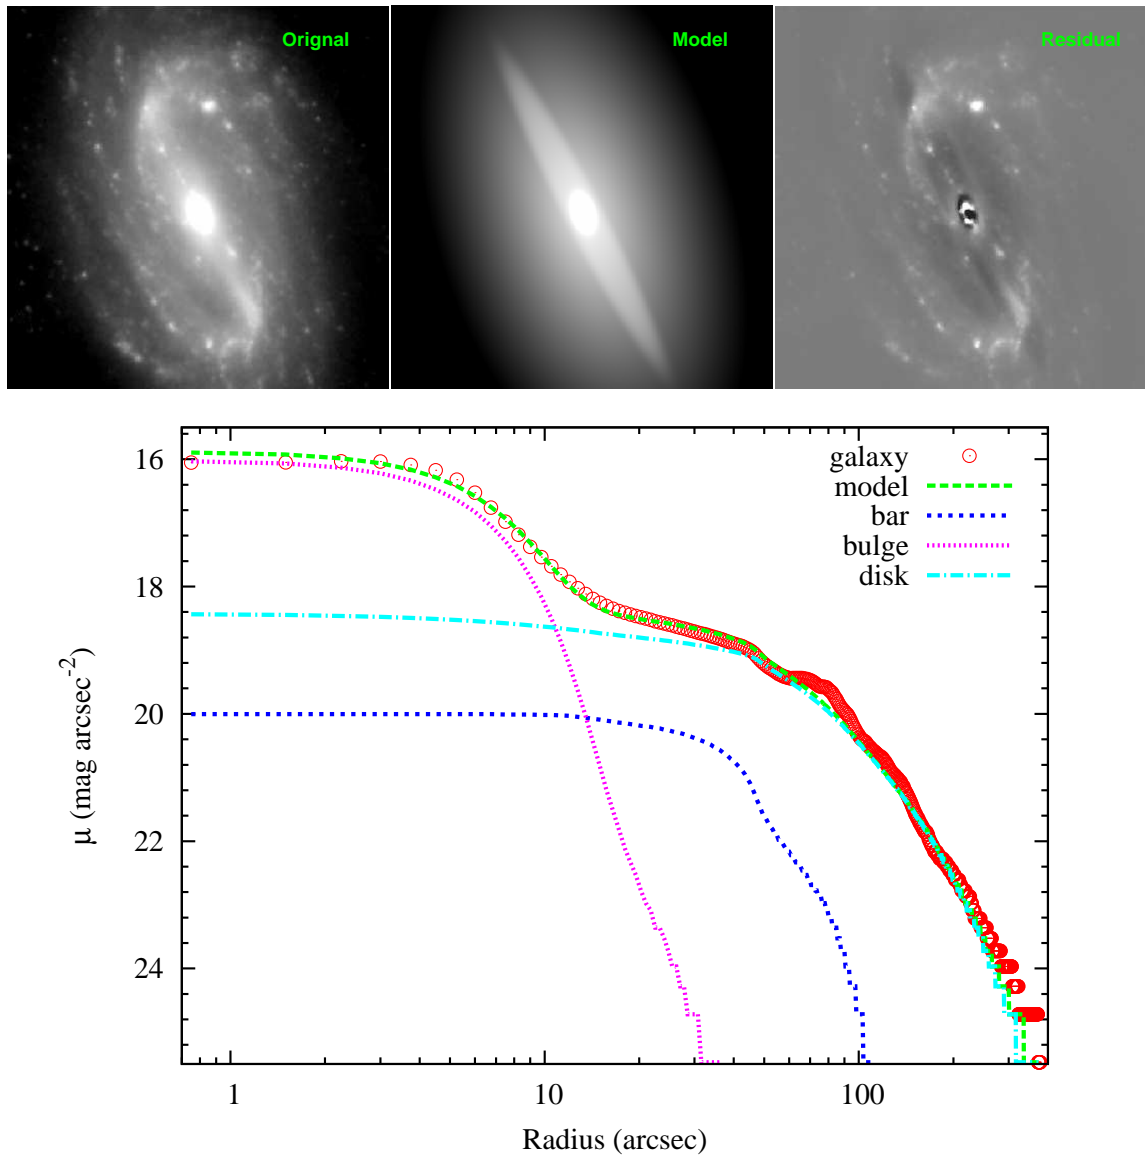 Orignal
Model
Residual
16
18
20
22
24
μ (mag arcsec-2)
galaxy
model
bar
bulge
disk
1
10
100
Radius (arcsec)